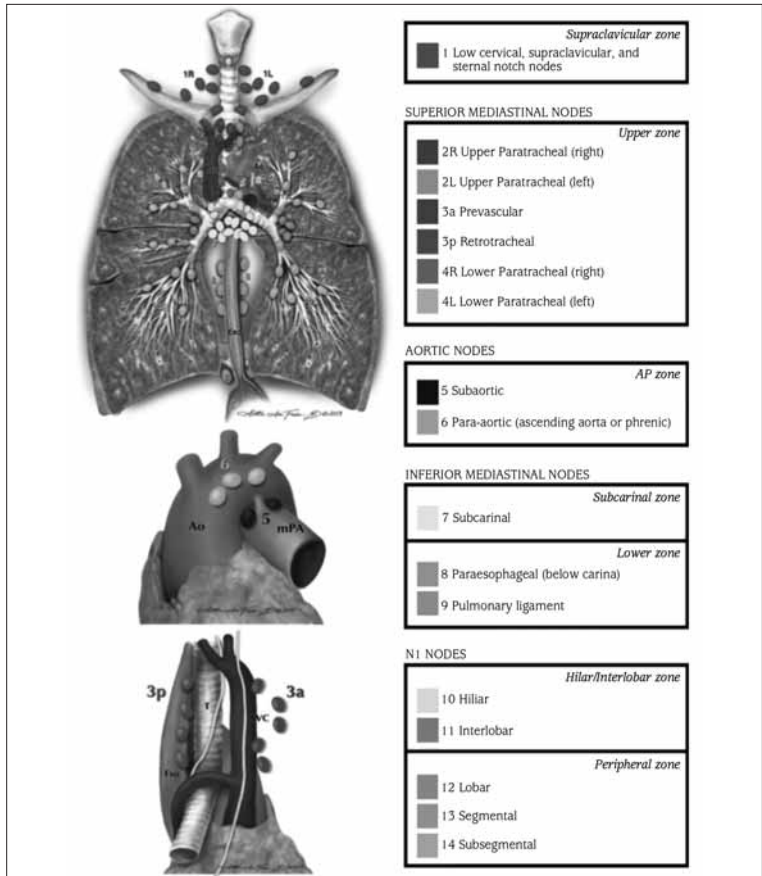 1R
1L
Eso
6
Ao
5
mPA
3p
3a
T
Eso
Supraclavicular zone
1 Low cervical, supraclavicular, and
sternal notch nodes
SUPERIOR MEDIASTINAL NODES
Upper zone
2R Upper Paratracheal (right)
2L Upper Paratracheal (left)
3a Prevascular
3p Retrotracheal
4R Lower Paratracheal (right)
4L Lower Paratracheal (left)
AORTIC NODES
AP zone
5 Subaortic
6 Para-aortic (ascending aorta or phrenic)
INFERIOR MEDIASTINAL NODES
Subcarinal zone
7 Subcarinal
Lower zone
8 Paraesophageal (below carina)
9 Pulmonary ligament
N1 NODES
Hilar/Interlobar zone
10 Hiliar
11 Interlobar
Peripheral zone
12 Lobar
13 Segmental
14 Subsegmental